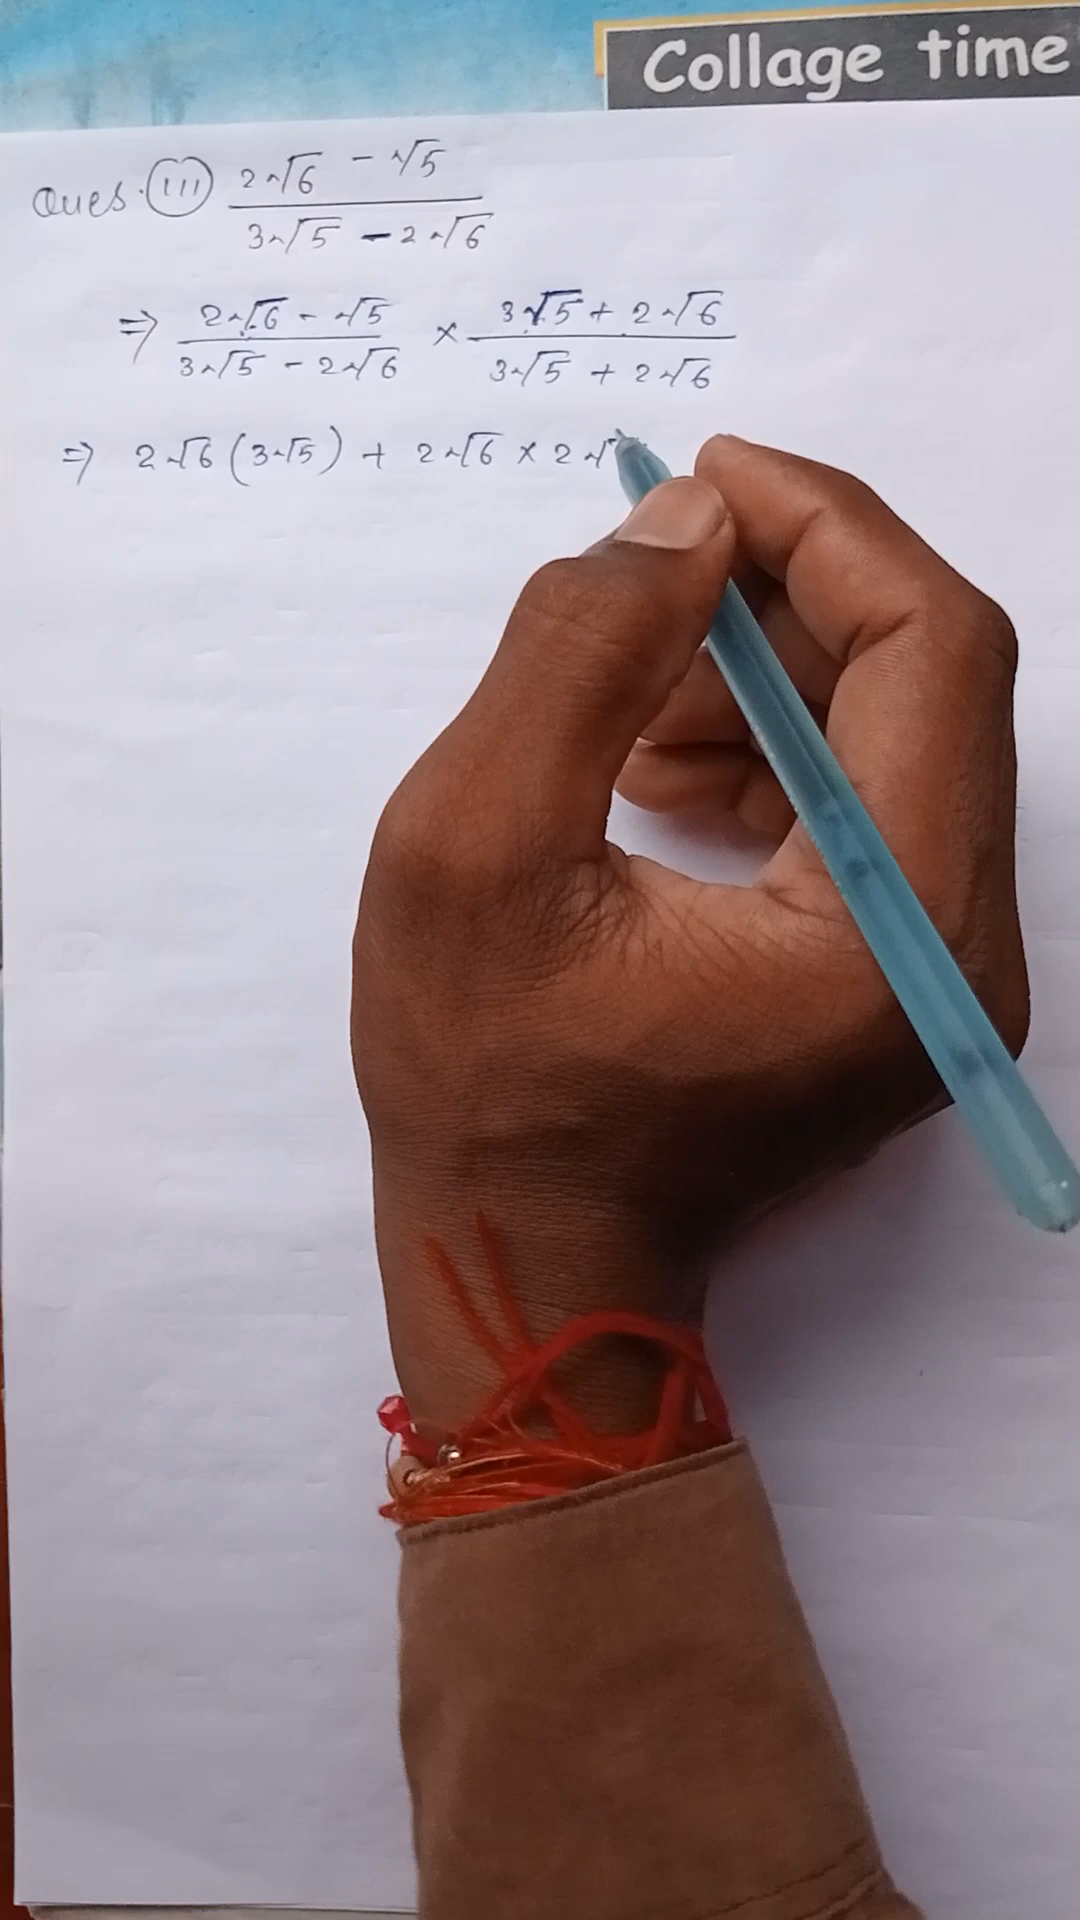 Collage time
Ques. (iii) 2√6 - √5 / 3√5 - 2√6
⇒ 2√6 - √5 / 3√5 - 2√6 × 3√5 + 2√6 / 3√5 + 2√6
⇒ 2√6 (3√5) + 2√6 × 2√